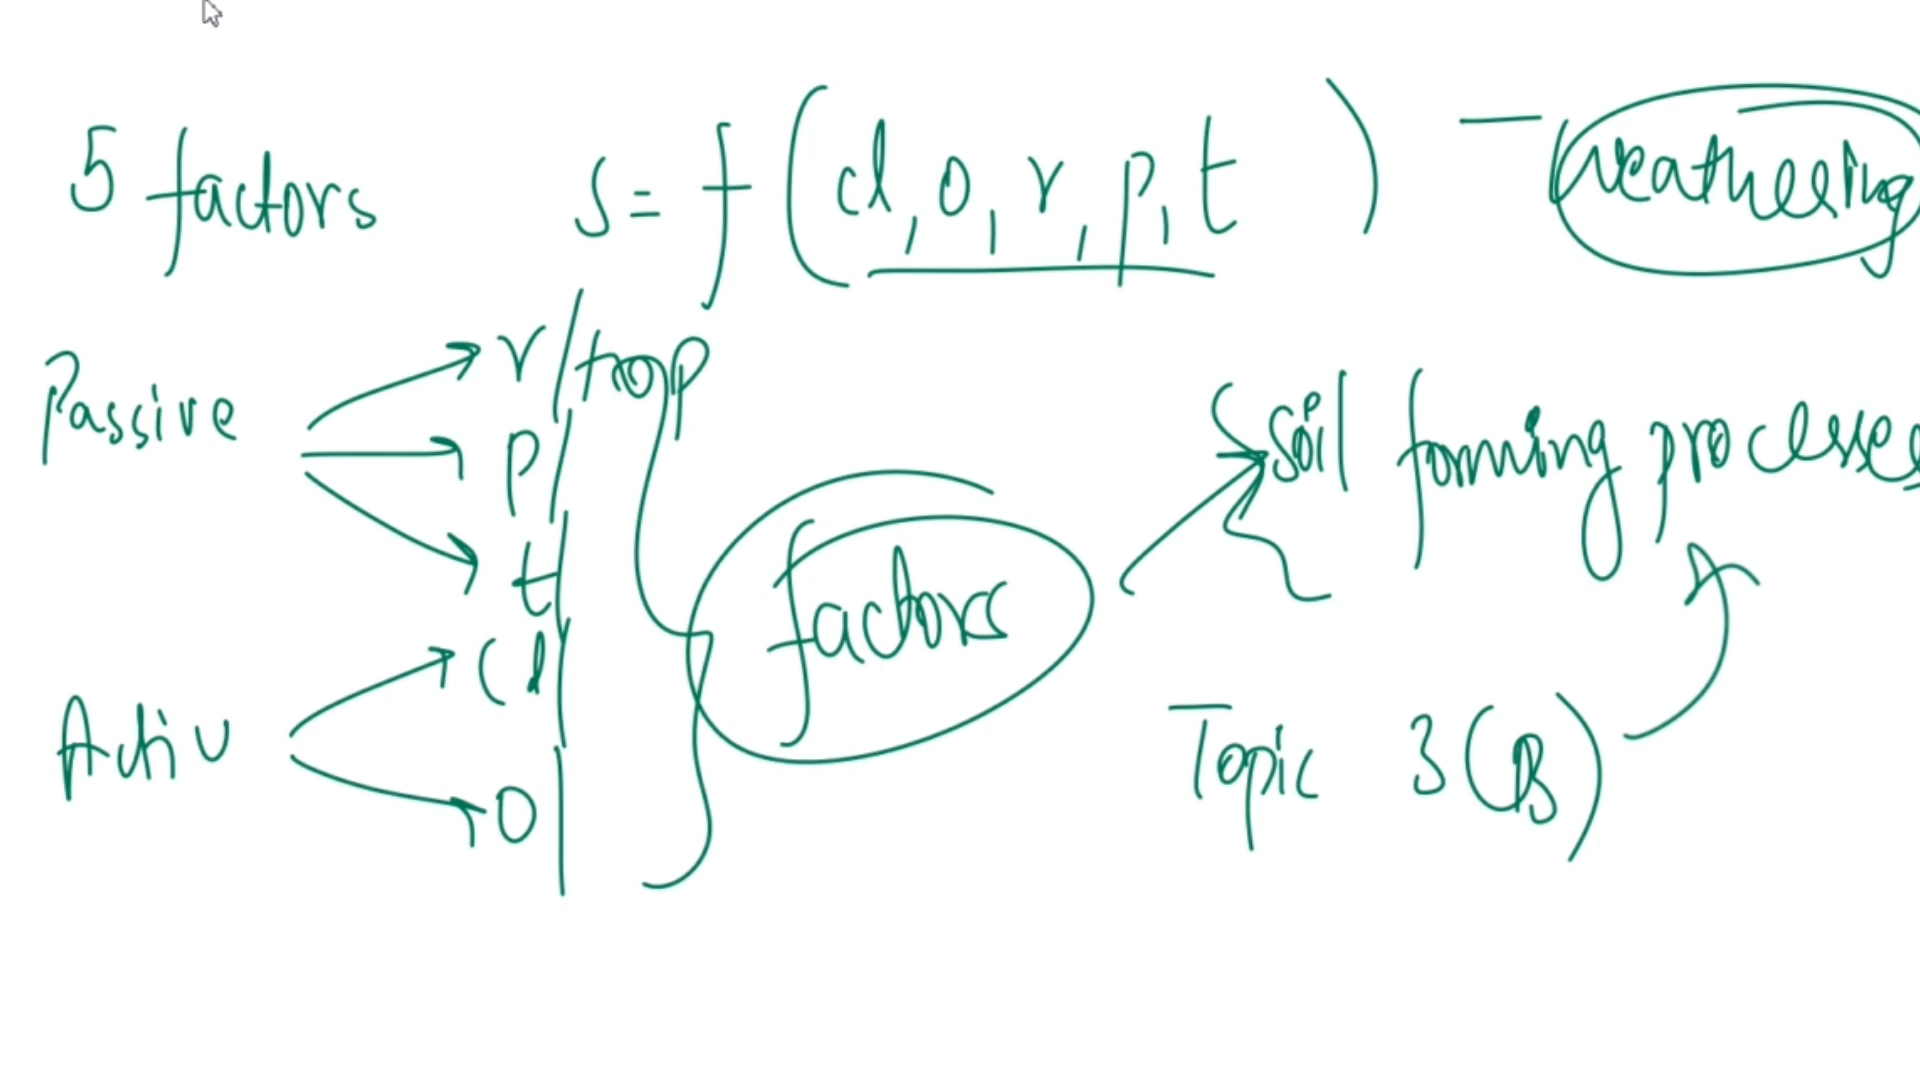 5 factors S = f (cl, o, r, p, t) — weathering
Passive r/top
p
t
Activ cl
o
factors
Soil forming processes
Topic 3(B)